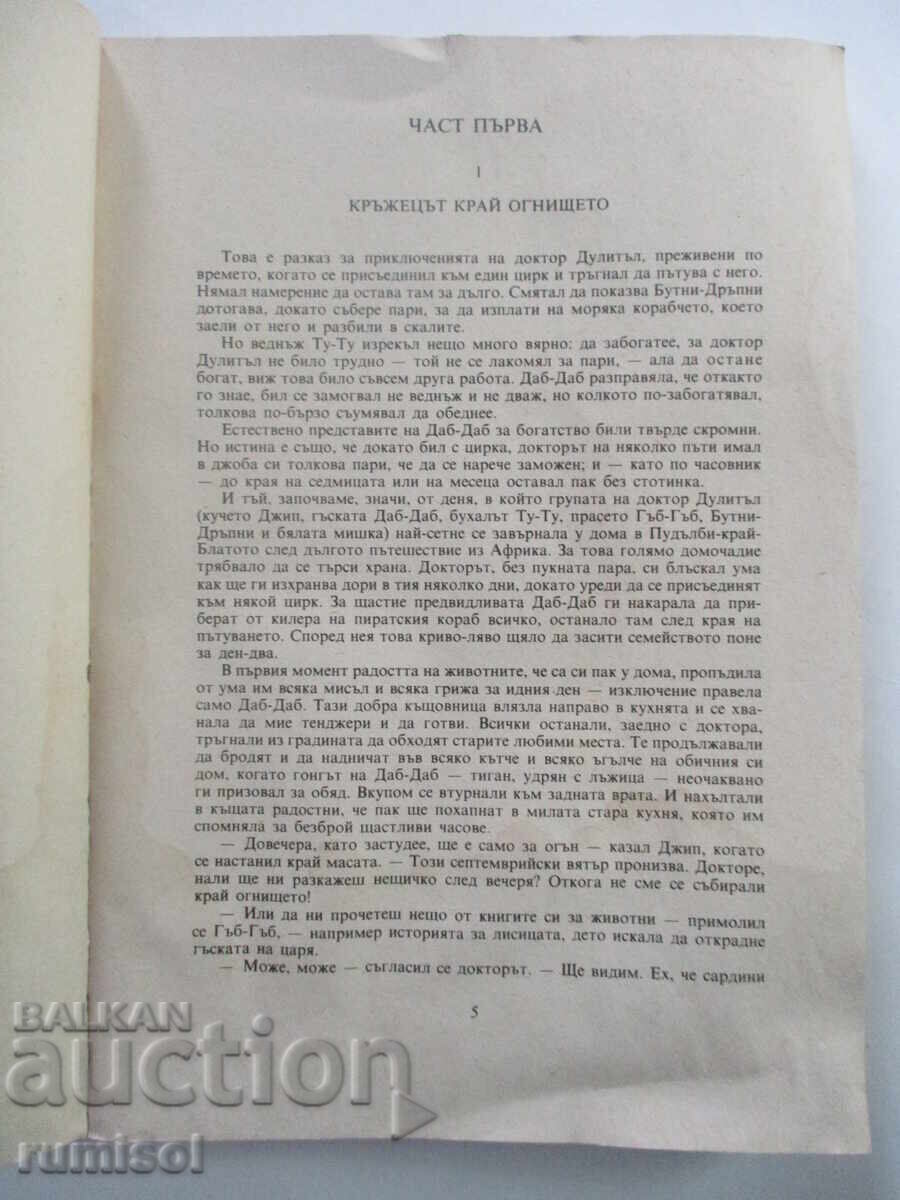 ЧАСТ ПЪРВА
I
КРЪЖЕЦЪТ КРАЙ ОГНИЩЕТО
Това е разказ за приключенията на доктор Дулитъл, преживени по
времето, когато се присъединил към един цирк и тръгнал да пътува с него.
Нямал намерение да остава там за дълго. Смятал да показва Бутни-Дръпни
дотогава, докато събере пари, за да изплати на моряка корабчето, което
заели от него и разбили в скалите.
Но веднъж Ту-Ту изрекъл нещо много вярно: да забогатее, за доктор
Дулитъл не било трудно — той не се лакомял за пари, — ала да остане
богат, виж това било съвсем друга работа. Даб-Даб разправяла, че откакто
го знае, бил се замогвал не веднъж и не дваж, но колкото по-забогатявал,
толкова по-бързо съумявал да обеднее.
Естествено представите на Даб-Даб за богатство били твърде скромни.
Но истина е също, че докато бил с цирка, докторът на няколко пъти имал
в джоба си толкова пари, че да се нарече заможен; и — като по часовник
— до края на седмицата или на месеца оставал пак без стотинка.
И тъй, започваме, значи, от деня, в който групата на доктор Дулитъл
(кучето Джип, гъската Даб-Даб, бухалът Ту-Ту, прасето Гъб-Гъб, Бутни-
Дръпни и бялата мишка) най-сетне се завърнала у дома в Пудълби-край-
Блатото след дългото пътешествие из Африка. За това голямо домочадие
трябвало да се търси храна. Докторът, без пукната пара, си блъскал ума
как ще ги изхранва дори в тия няколко дни, докато уреди да се присъединят
към някой цирк. За щастие предвидливата Даб-Даб ги накарала да при-
берат от килера на пиратския кораб всичко, останало там след края на
пътуването. Според нея това криво-ляво щяло да засити семейството поне
за ден-два.
В първия момент радостта на животните, че са си пак у дома, пропъдила
от ума им всяка мисъл и всяка грижа за идния ден — изключение правела
само Даб-Даб. Тази добра къщовница влязла направо в кухнята и се хва-
нала да мие тенджери и да готви. Всички останали, заедно с доктора,
тръгнали из градината да обходят старите любими места. Те продължавали
да бродят и да надничат във всяко кътче и всяко ъгълче на обичния си
дом, когато гонгът на Даб-Даб — тиган, удрян с лъжица — неочаквано
ги призовал за обяд. Вкупом се втурнали към задната врата. И нахълтали
в къщата радостни, че пак ще похапнат в милата стара кухня, която им
спомняла за безброй щастливи часове.
— Довечера, като застудее, ще е само за огън — казал Джип, когато
се настанил край масата. — Този септемврийски вятър пронизва. Докторе,
нали ще ни разкажеш нещичко след вечеря? Откога не сме се събирали
край огнището!
— Или да ни прочетеш нещо от книгите си за животни — примолил
се Гъб-Гъб, — например историята за лисицата, дето искала да открадне
гъската на царя.
— Може, може — съгласил се докторът. — Ще видим. Ех, че сардини
5
BALKAN
auction
rumisol